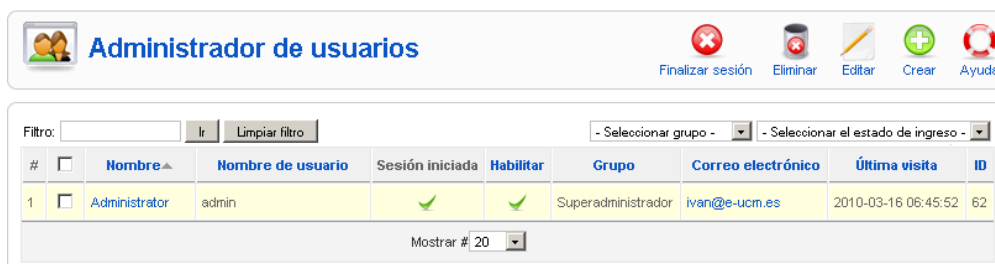 Administrador de usuarios
Finalizar sesión Eliminar Editar Crear Ayuda
Filtro: Ir Limpiar filtro - Seleccionar grupo - - Seleccionar el estado de ingreso -
# Nombre Nombre de usuario Sesión iniciada Habilitar Grupo Correo electrónico Última visita ID
1 Administrator admin Superadministrador ivan@e-ucm.es 2010-03-16 06:45:52 62
Mostrar # 20